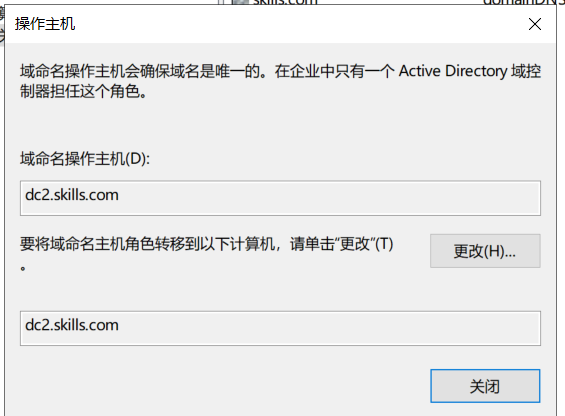 skills.com domainDNS
操作主机
域命名操作主机会确保域名是唯一的。在企业中只有一个 Active Directory 域控
制器担任这个角色。
域命名操作主机(D):
dc2.skills.com
要将域命名主机角色转移到以下计算机，请单击“更改”(T)
。
更改(H)...
dc2.skills.com
关闭